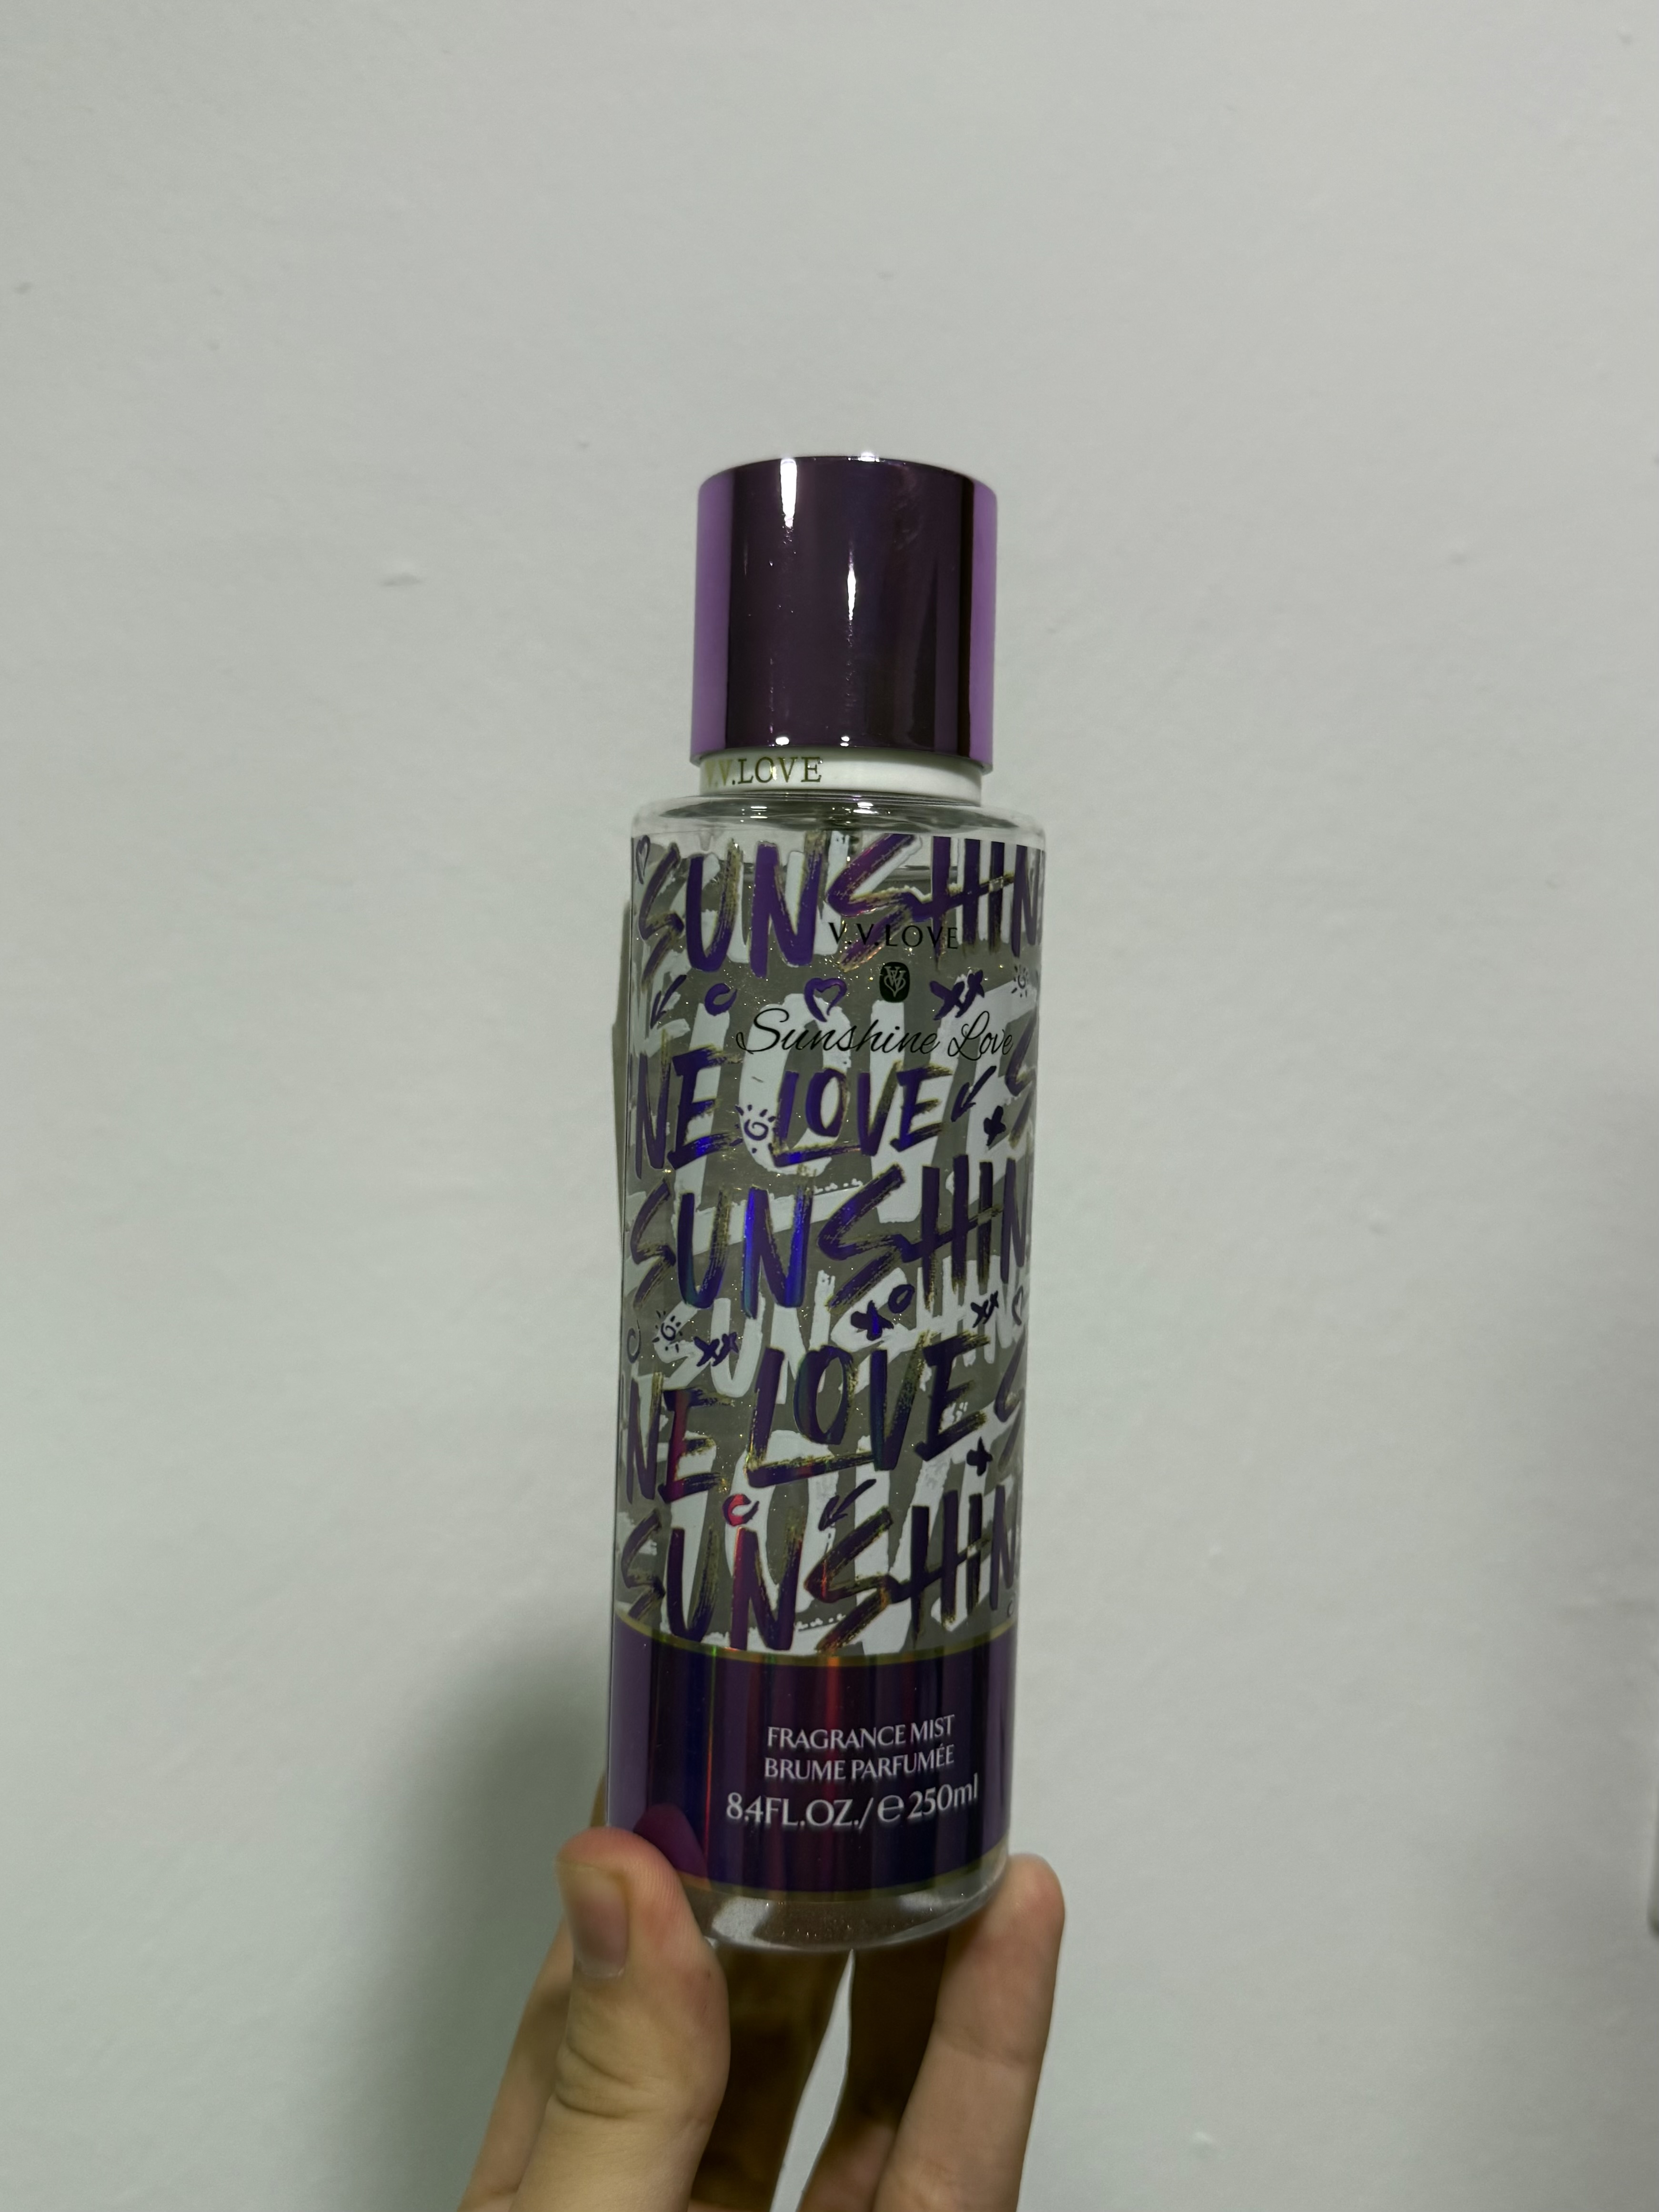 V.V.LOVE
SUNSHIN
V.V.LOVE
Sunshine Love
NE LOVE S
SUNSHIN
NE LOVE S
SUNSHIN
FRAGRANCE MIST
BRUME PARFUMÉE
8.4FL.OZ./℮250ml